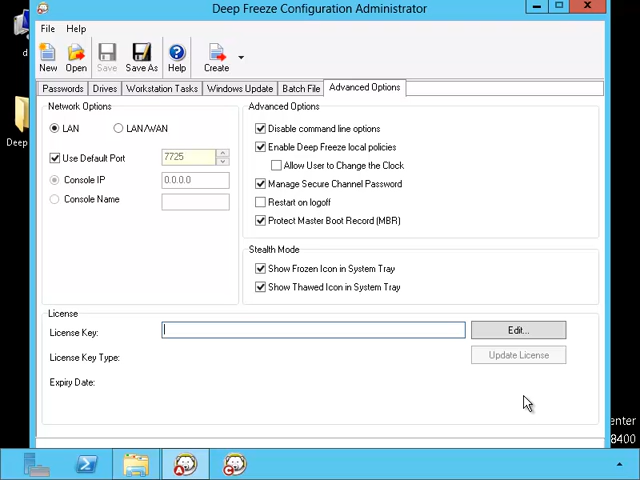 Deep Freeze Configuration Administrator
File Help
New Open Save Save As Help Create
Passwords Drives Workstation Tasks Windows Update Batch File Advanced Options
Network Options
LAN LAN/WAN
Use Default Port 7725
Console IP 0.0.0.0
Console Name
Advanced Options
Disable command line options
Enable Deep Freeze local policies
Allow User to Change the Clock
Manage Secure Channel Password
Restart on logoff
Protect Master Boot Record (MBR)
Stealth Mode
Show Frozen Icon in System Tray
Show Thawed Icon in System Tray
License
License Key: Edit...
License Key Type: Update License
Expiry Date:
d
Deep
enter
8400